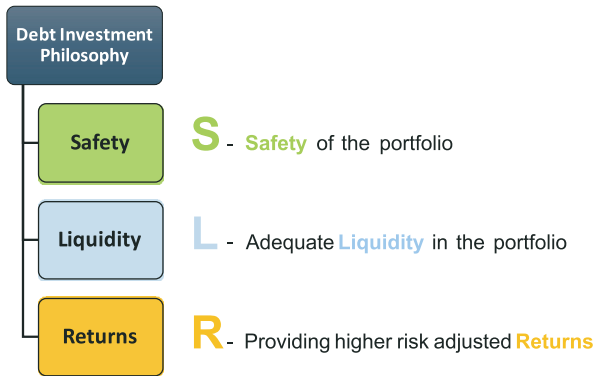 Debt Investment
Philosophy
Safety
S - Safety of the portfolio
Liquidity
L - Adequate Liquidity in the portfolio
Returns
R - Providing higher risk adjusted Returns